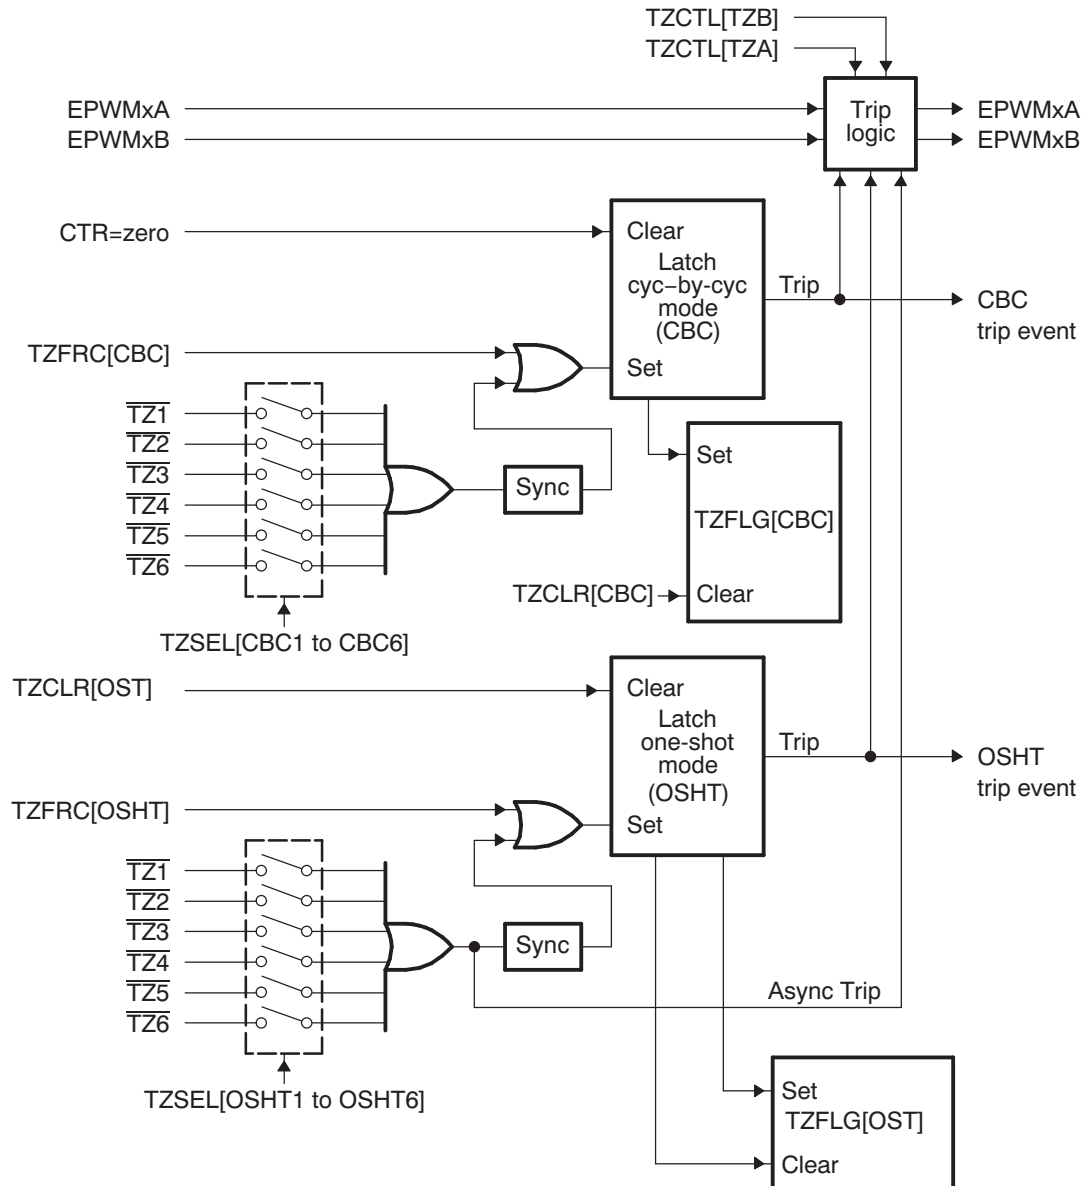 TZCTL[TZB]
TZCTL[TZA]
EPWMxA
EPWMxB
Trip
logic
EPWMxA
EPWMxB
CTR=zero
Clear
Latch
cyc−by-cyc
mode
(CBC)
Set
Trip
CBC
trip event
TZFRC[CBC]
TZ1
TZ2
TZ3
TZ4
TZ5
TZ6
Sync
Set
TZFLG[CBC]
Clear
TZCLR[CBC]
TZSEL[CBC1 to CBC6]
TZCLR[OST]
Clear
Latch
one-shot
mode
(OSHT)
Set
Trip
OSHT
trip event
TZFRC[OSHT]
TZ1
TZ2
TZ3
TZ4
TZ5
TZ6
Sync
Async Trip
TZSEL[OSHT1 to OSHT6]
Set
TZFLG[OST]
Clear